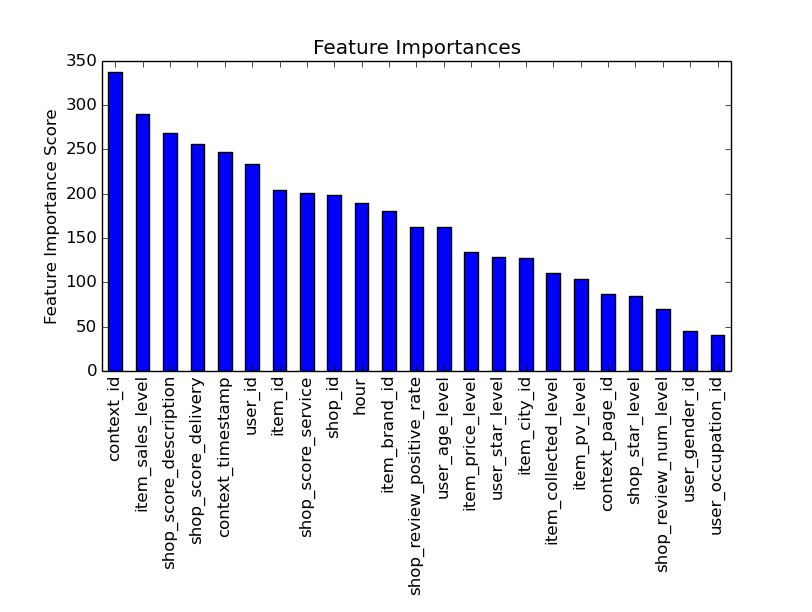 Feature Importances
Feature Importance Score
350
300
250
200
150
100
50
0
context_id
item_sales_level
shop_score_description
shop_score_delivery
context_timestamp
user_id
item_id
shop_score_service
shop_id
hour
item_brand_id
shop_review_positive_rate
user_age_level
item_price_level
user_star_level
item_city_id
item_collected_level
item_pv_level
context_page_id
shop_star_level
shop_review_num_level
user_gender_id
user_occupation_id